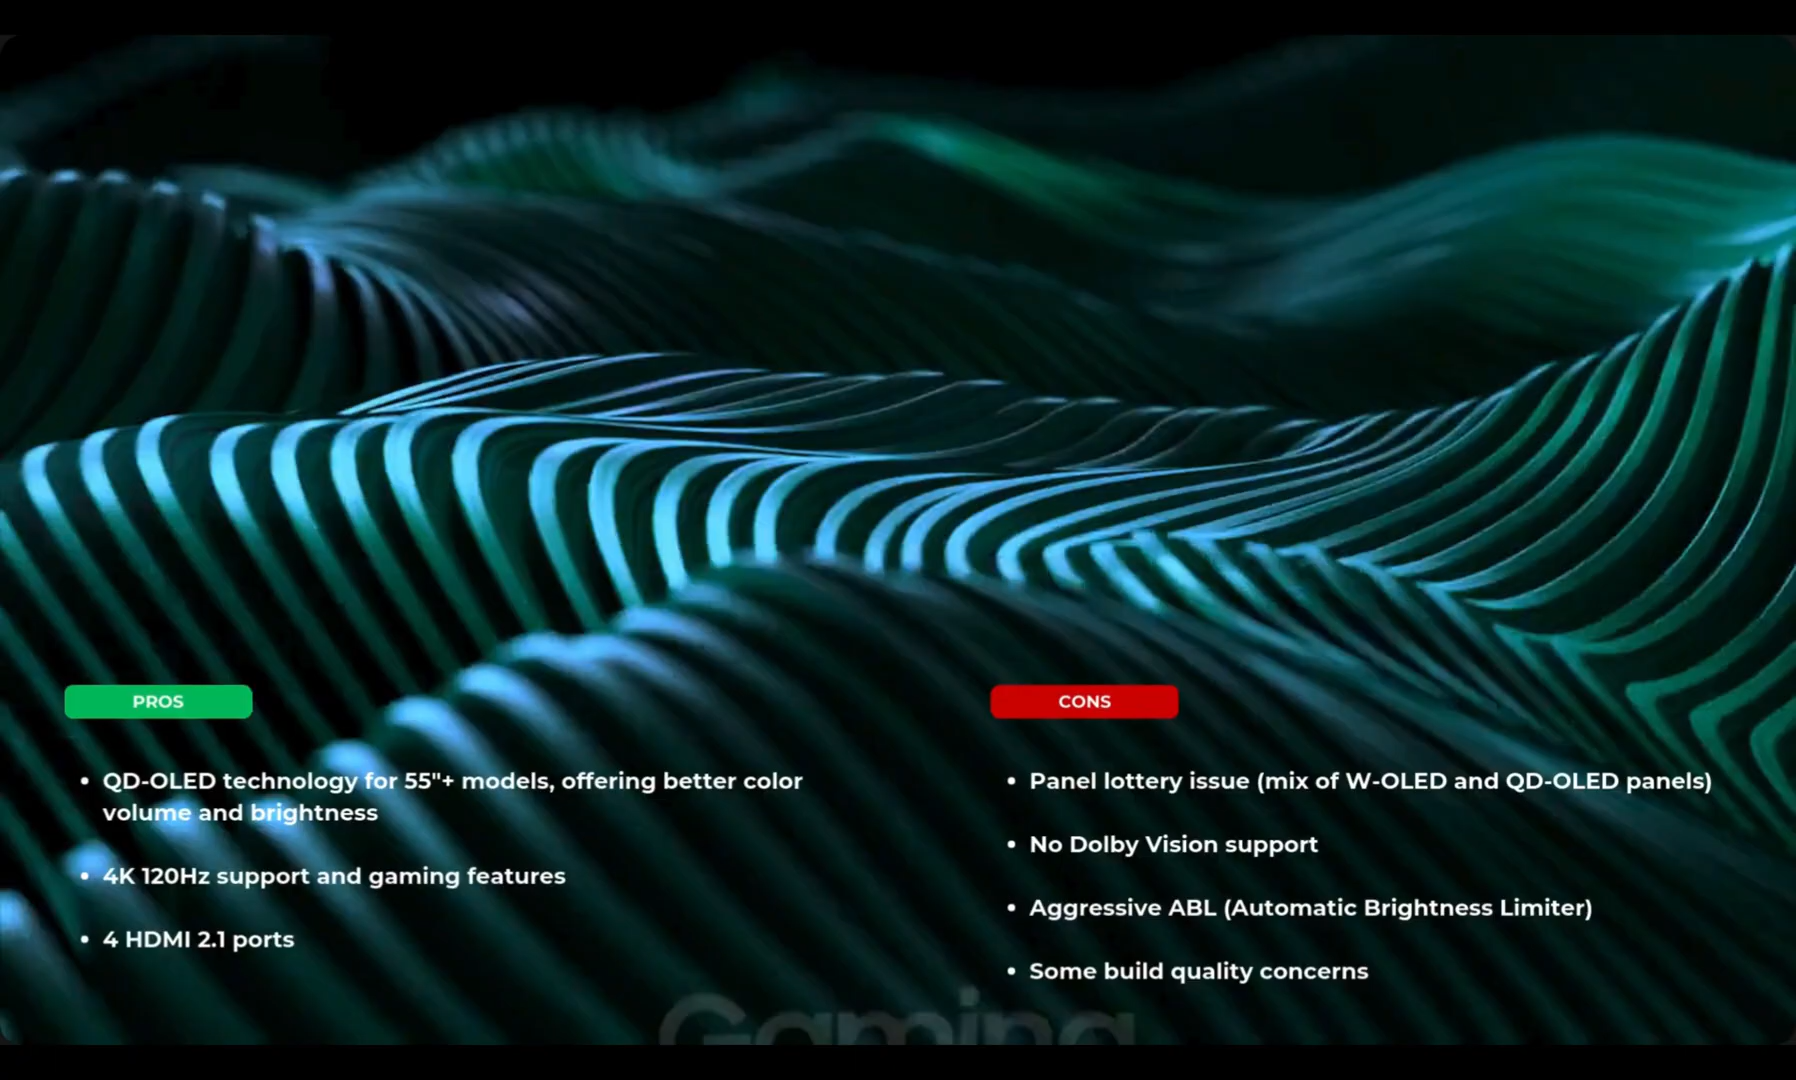 PROS
• QD-OLED technology for 55"+ models, offering better color
volume and brightness
• 4K 120Hz support and gaming features
• 4 HDMI 2.1 ports
CONS
• Panel lottery issue (mix of W-OLED and QD-OLED panels)
• No Dolby Vision support
• Aggressive ABL (Automatic Brightness Limiter)
• Some build quality concerns
Gaming